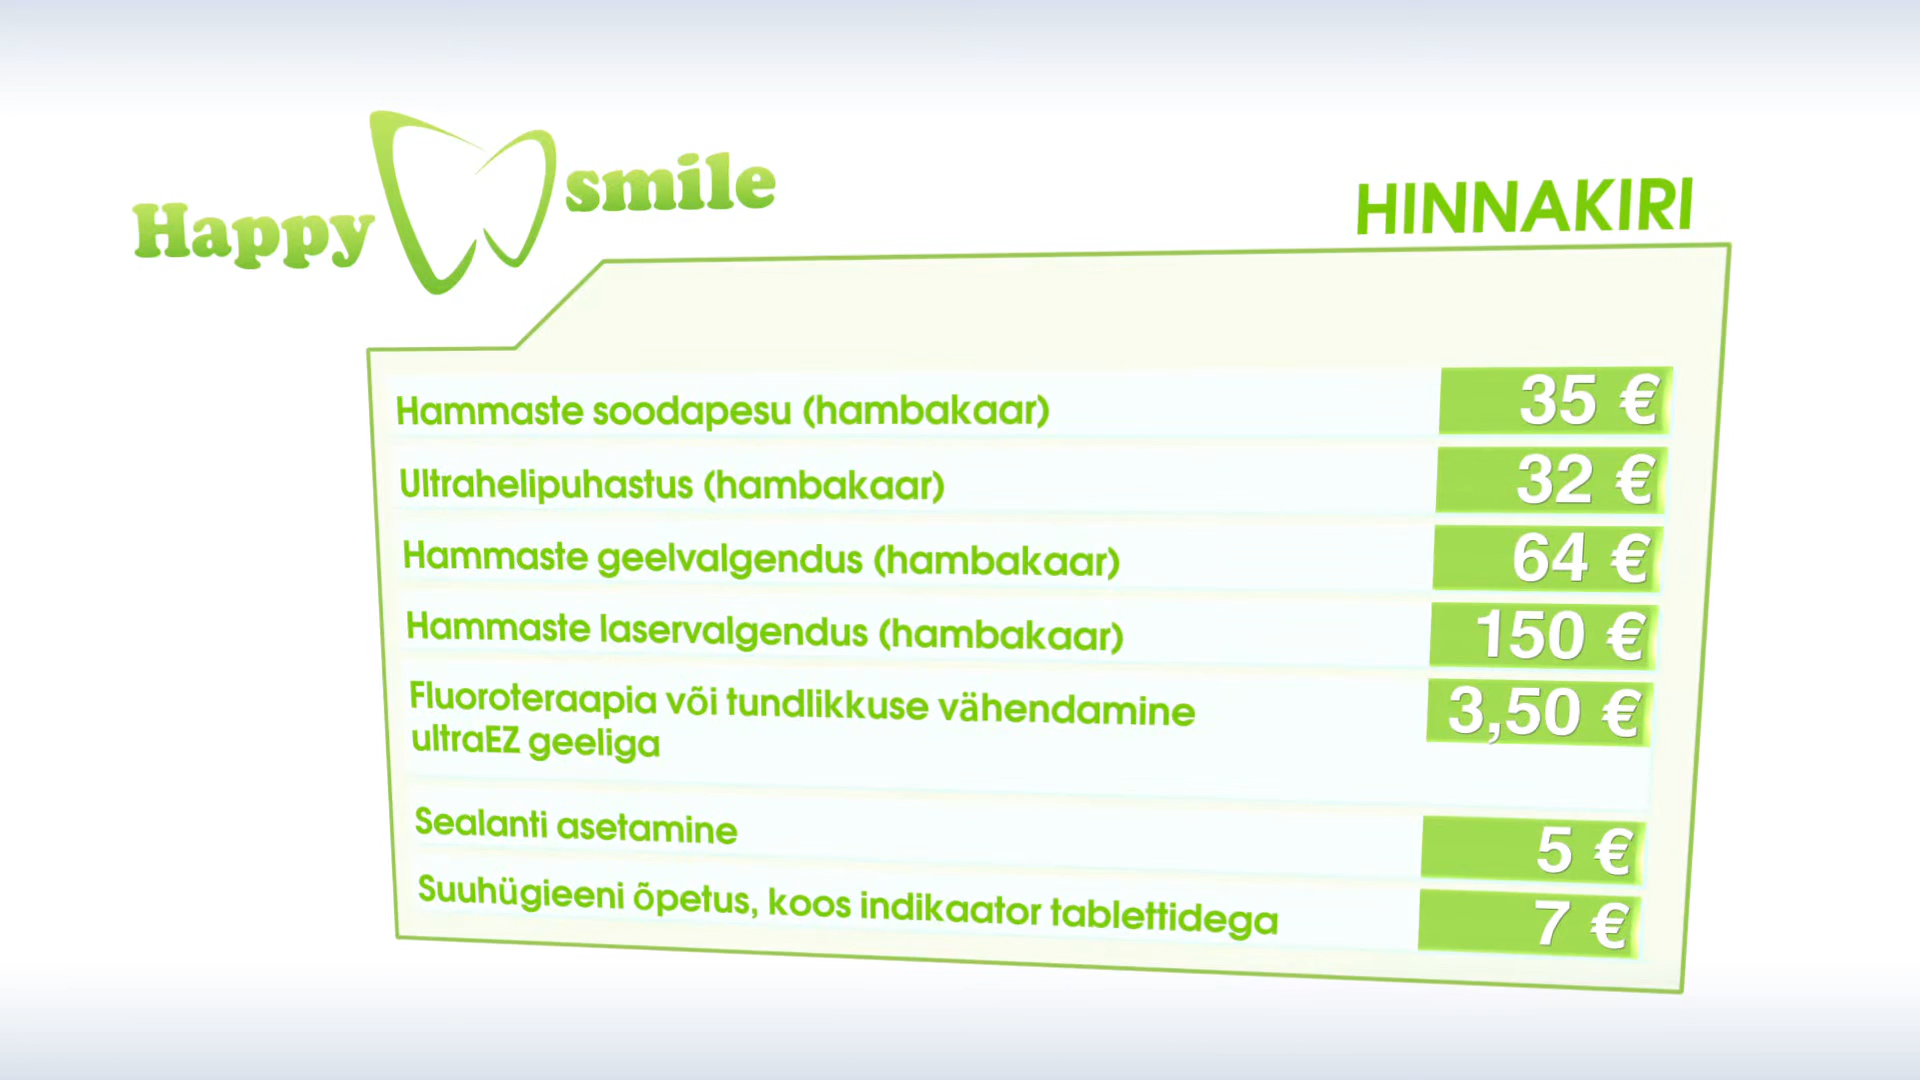 Happy smile
HINNAKIRI
Hammaste soodapesu (hambakaar) 35 €
Ultrahelipuhastus (hambakaar) 32 €
Hammaste geelvalgendus (hambakaar) 64 €
Hammaste laservalgendus (hambakaar) 150 €
Fluoroteraapia või tundlikkuse vähendamine 3,50 €
ultraEZ geeliga
Sealanti asetamine 5 €
Suuhügieeni õpetus, koos indikaator tablettidega 7 €